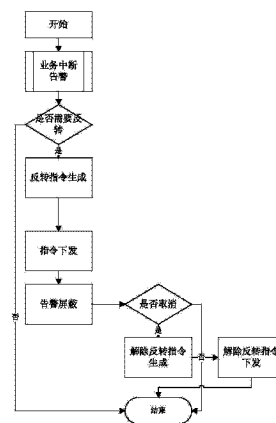 开始
业务中断
告警
是否需要反
转
是
反转指令生成
指令下发
告警屏蔽
是否取消
否
是
解除反转指令
生成
否
解除反转指令
下发
结束